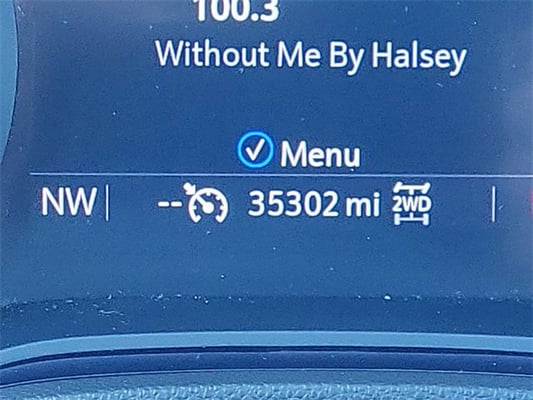 100.3
Without Me By Halsey
Menu
NW -- 35302 mi 2WD